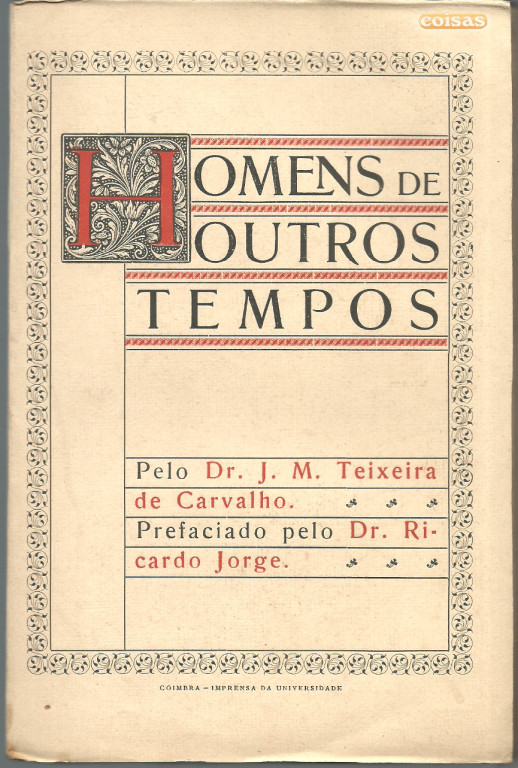 coisas
HOMENS DE
OUTROS
TEMPOS
Pelo Dr. J. M. Teixeira
de Carvalho.
Prefaciado pelo Dr. Ri-
cardo Jorge.
COIMBRA — IMPRENSA DA UNIVERSIDADE